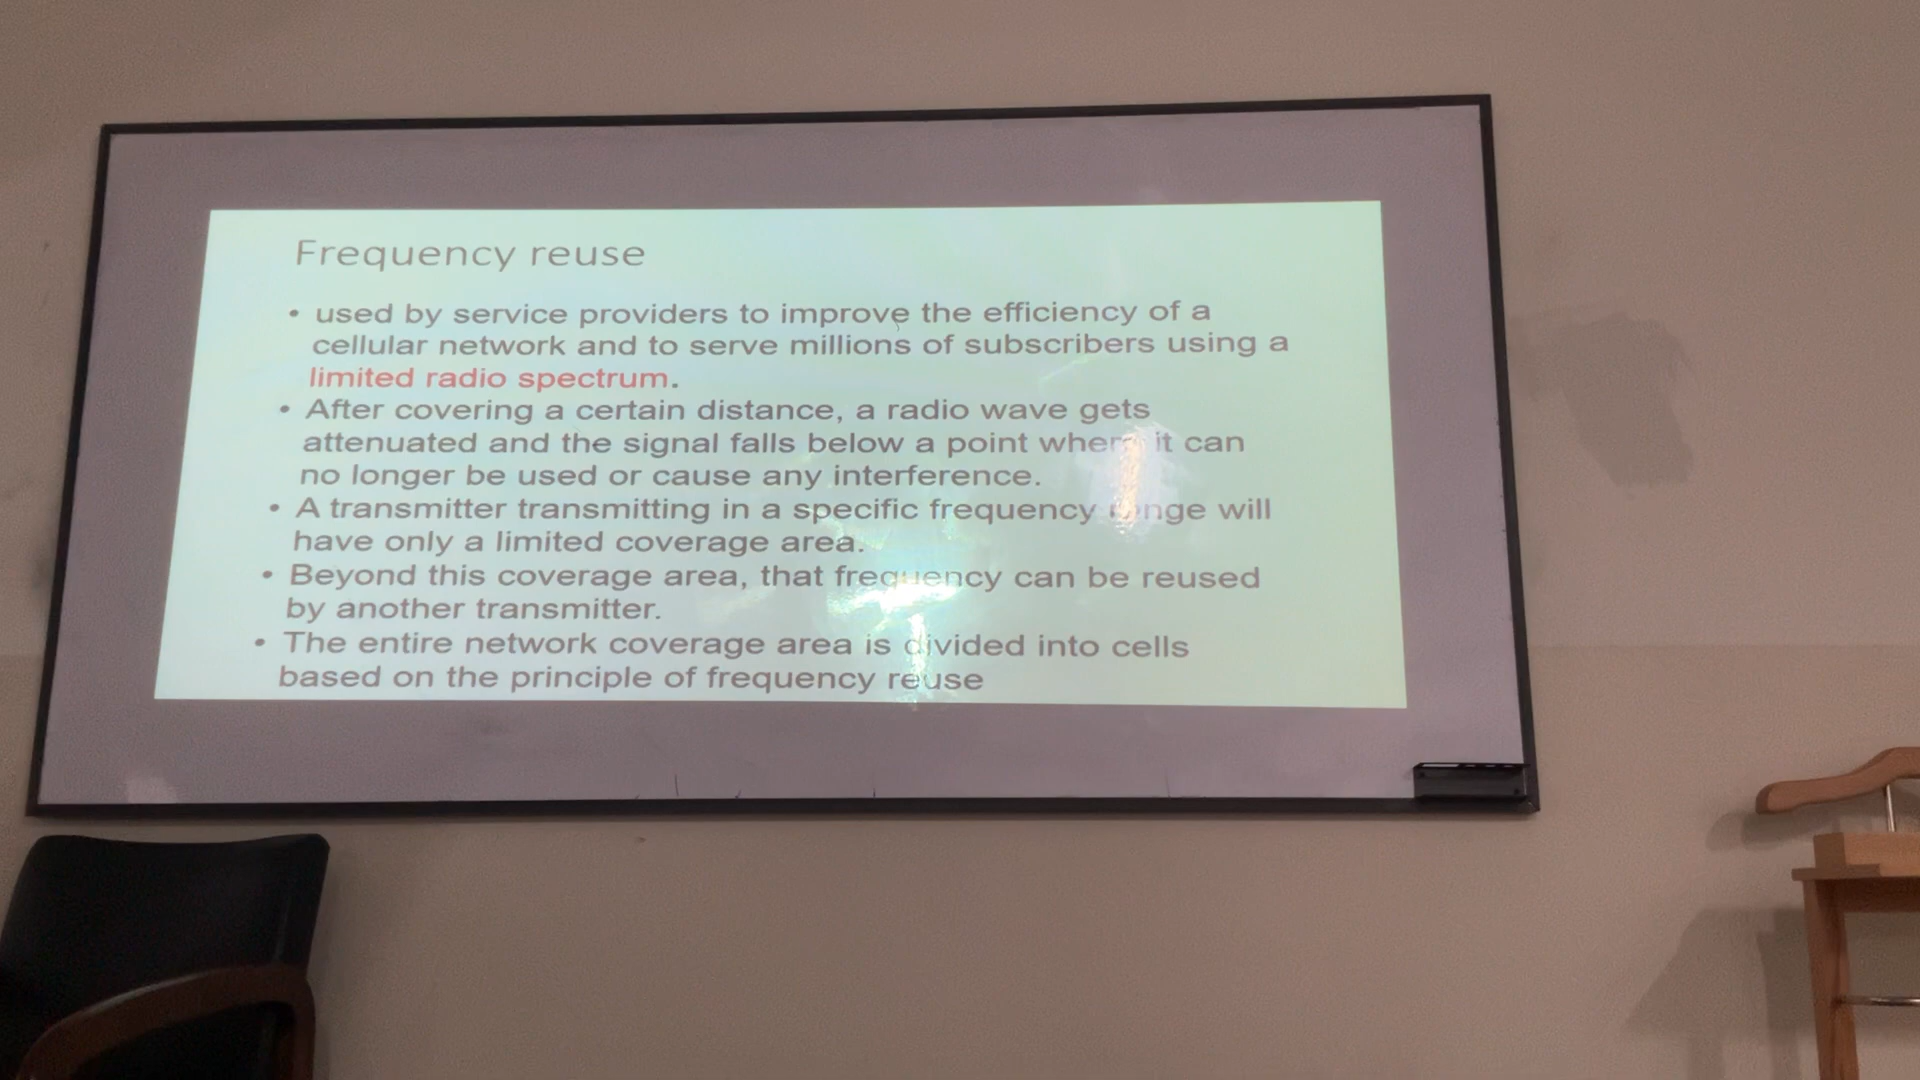 Frequency reuse
• used by service providers to improve the efficiency of a
cellular network and to serve millions of subscribers using a
limited radio spectrum.
• After covering a certain distance, a radio wave gets
attenuated and the signal falls below a point where it can
no longer be used or cause any interference.
• A transmitter transmitting in a specific frequency range will
have only a limited coverage area.
• Beyond this coverage area, that frequency can be reused
by another transmitter.
• The entire network coverage area is divided into cells
based on the principle of frequency reuse